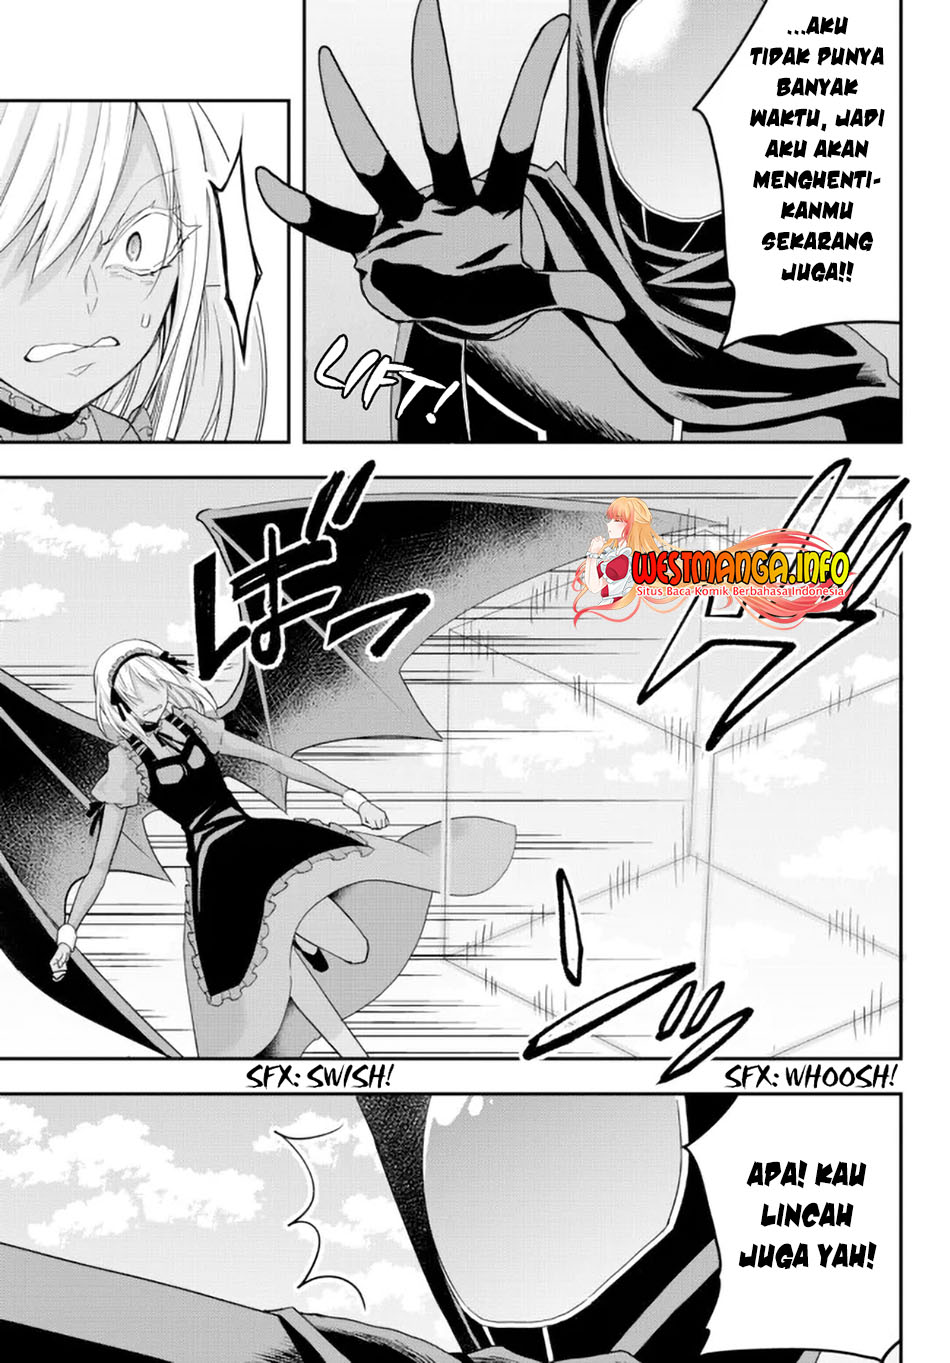 ...AKU
TIDAK PUNYA
BANYAK
WAKTU, JADI
AKU AKAN
MENGHENTI-
KANMU
SEKARANG
JUGA!!
LIFT!
WESTMANGA.INFO
Situs Baca Komik Berbahasa Indonesia
ばっ
SFX: SWISH!
SFX: WHOOSH!
APA! KAU
LINCAH
JUGA YAH!